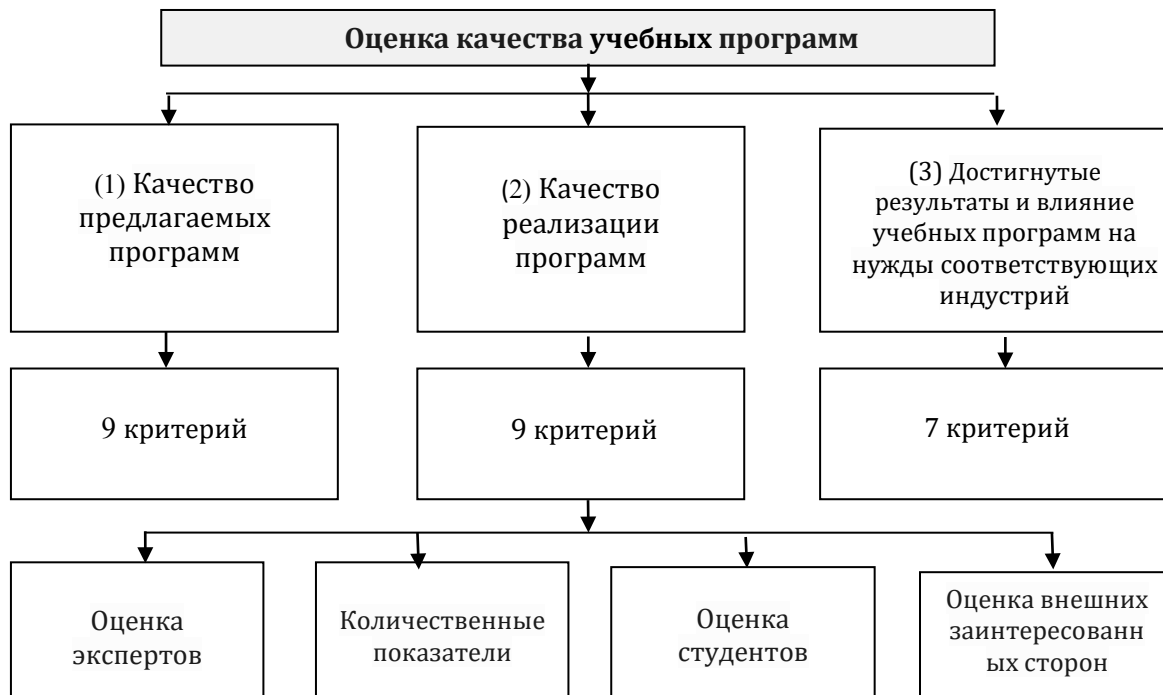 Оценка качества учебных программ
(1) Качество
предлагаемых
программ
(2) Качество
реализации
программ
(3) Достигнутые
результаты и влияние
учебных программ на
нужды соответствующих
индустрий
9 критерий
9 критерий
7 критерий
Оценка
экспертов
Количественные
показатели
Оценка
студентов
Оценка внешних
заинтересованн
ых сторон